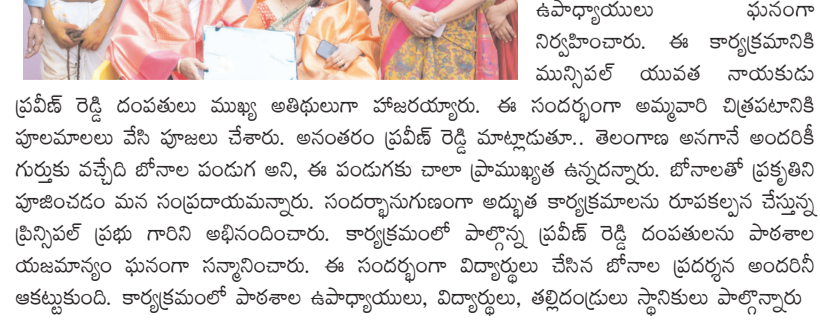 ఉపాధ్యాయులు ఘనంగా
నిర్వహించారు. ఈ కార్యక్రమానికి
మున్సిపల్ యువత నాయకుడు
ప్రవీణ్ రెడ్డి దంపతులు ముఖ్య అతిథులుగా హాజరయ్యారు. ఈ సందర్భంగా అమ్మవారి చిత్రపటానికి
పూలమాలలు వేసి పూజలు చేశారు. అనంతరం ప్రవీణ్ రెడ్డి మాట్లాడుతూ.. తెలంగాణ అనగానే అందరికీ
గుర్తుకు వచ్చేది బోనాల పండుగ అని, ఈ పండుగకు చాలా ప్రాముఖ్యత ఉన్నదన్నారు. బోనాలతో ప్రకృతిని
పూజించడం మన సంప్రదాయమన్నారు. సందర్భానుగుణంగా అద్భుత కార్యక్రమాలను రూపకల్పన చేస్తున్న
ప్రిన్సిపల్ ప్రభు గారిని అభినందించారు. కార్యక్రమంలో పాల్గొన్న ప్రవీణ్ రెడ్డి దంపతులను పాఠశాల
యజమాన్యం ఘనంగా సన్మానించారు. ఈ సందర్భంగా విద్యార్థులు చేసిన బోనాల ప్రదర్శన అందరినీ
ఆకట్టుకుంది. కార్యక్రమంలో పాఠశాల ఉపాధ్యాయులు, విద్యార్థులు, తల్లిదండ్రులు స్థానికులు పాల్గొన్నారు